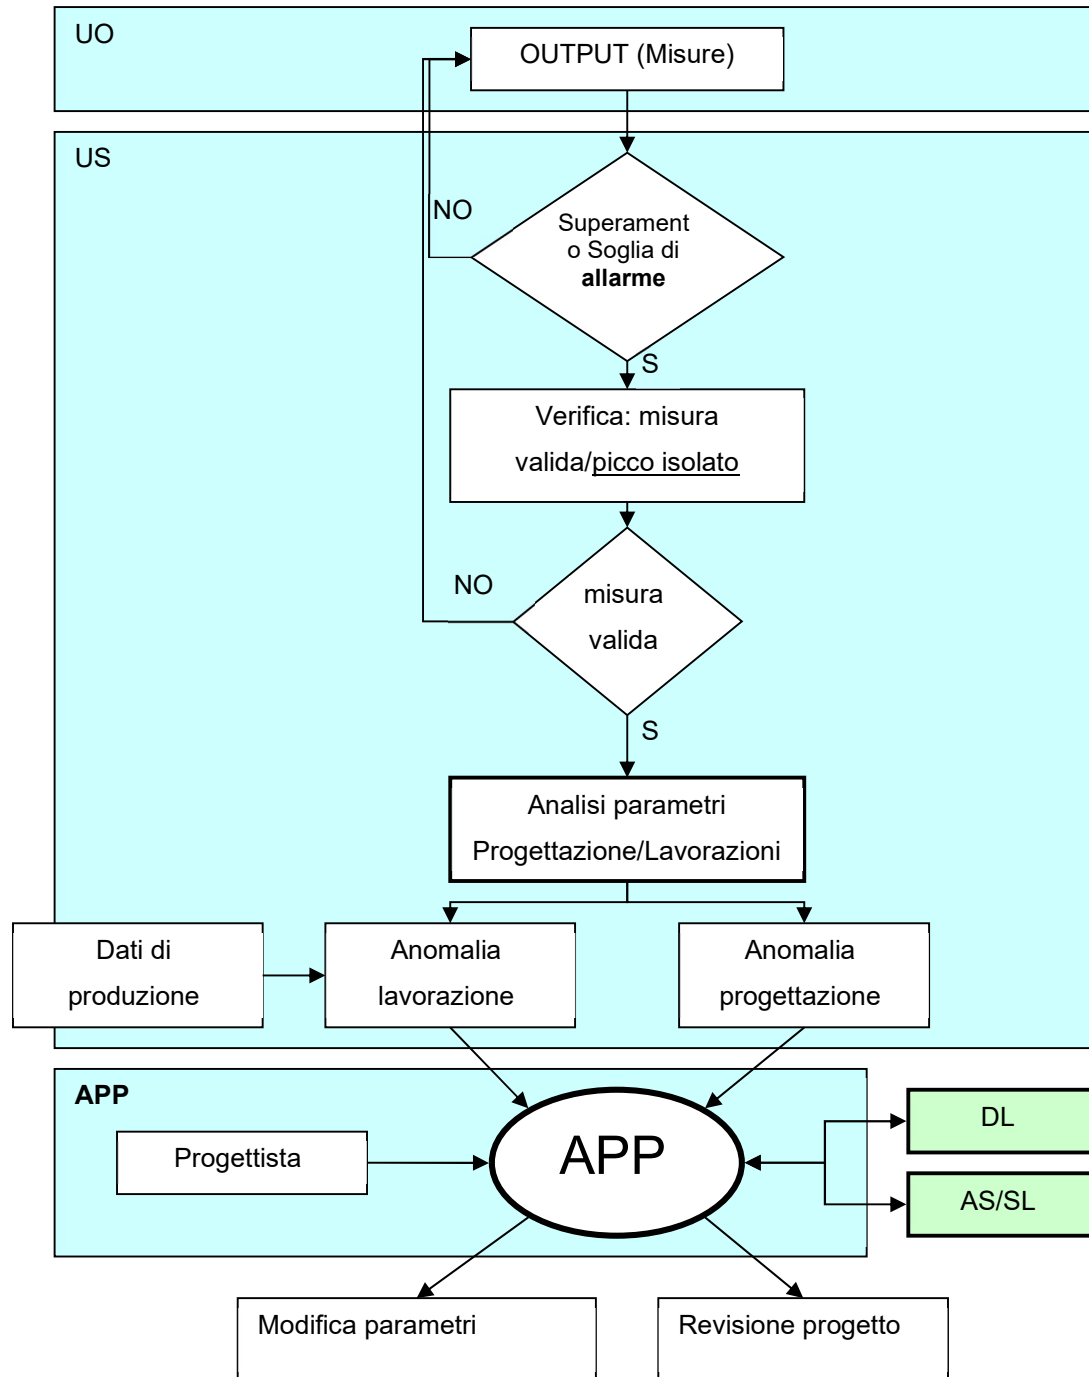 UO
OUTPUT (Misure)
US
NO
Superament
o Soglia di
allarme
S
Verifica: misura
valida/picco isolato
NO
misura
valida
S
Analisi parametri
Progettazione/Lavorazioni
Dati di
produzione
Anomalia
lavorazione
Anomalia
progettazione
APP
Progettista
APP
DL
AS/SL
Modifica parametri
Revisione progetto